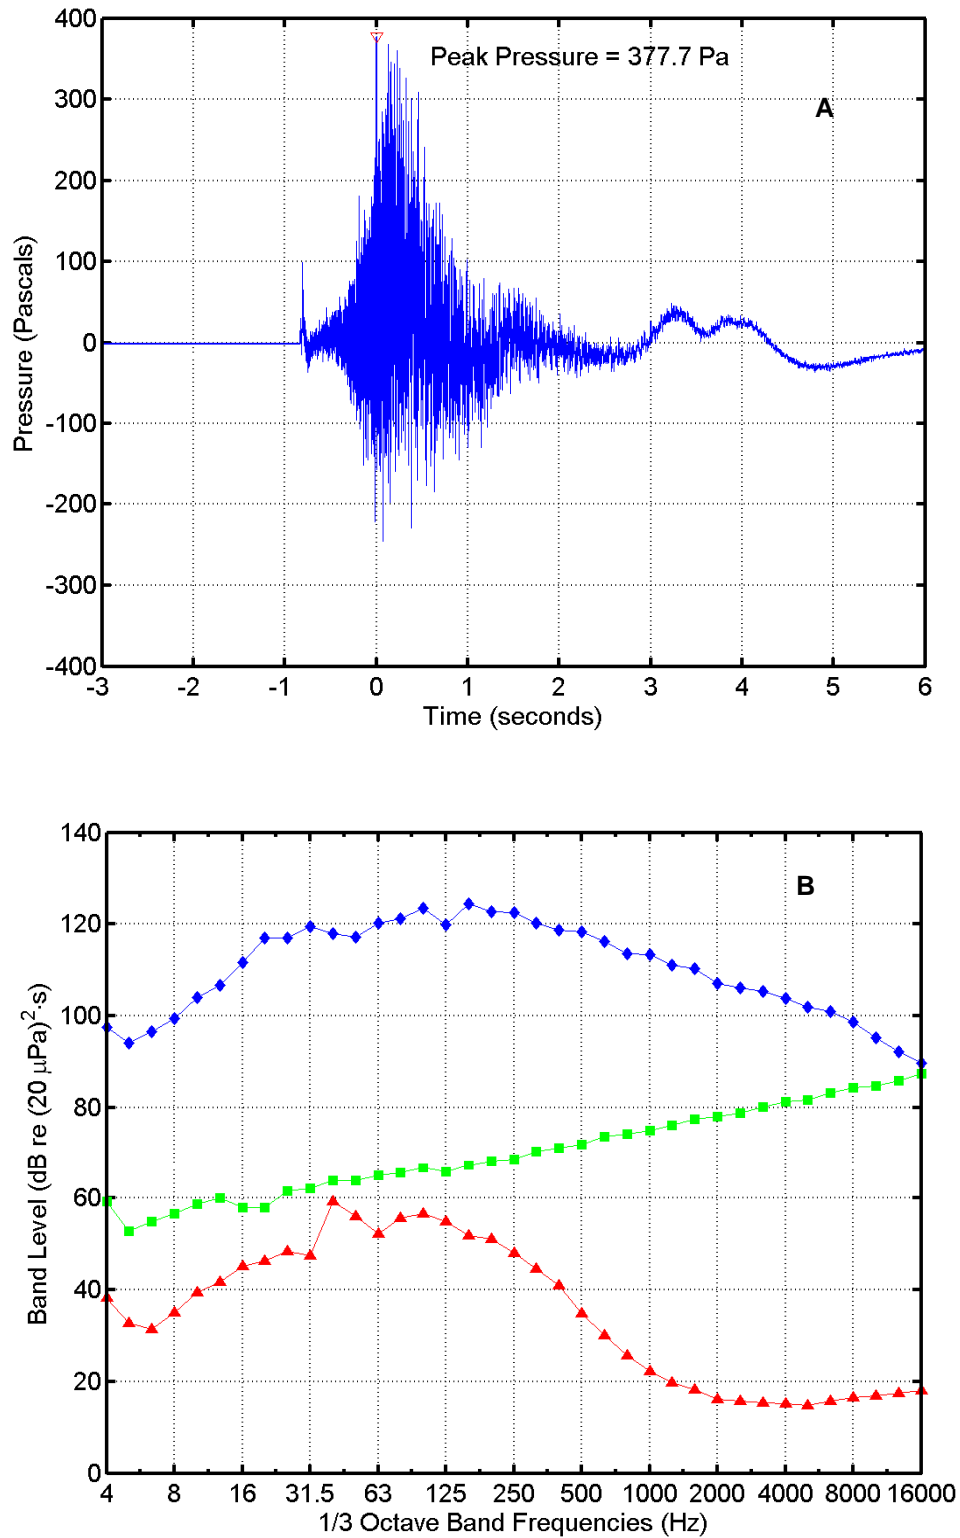 400
Peak Pressure = 377.7 Pa
300
A
200
100
0
-100
-200
-300
-400
Pressure (Pascals)
-3 -2 -1 0 1 2 3 4 5 6
Time (seconds)
140
B
120
100
80
60
40
20
0
Band Level (dB re (20 μPa)²·s)
4 8 16 31.5 63 125 250 500 1000 2000 4000 8000 16000
1/3 Octave Band Frequencies (Hz)